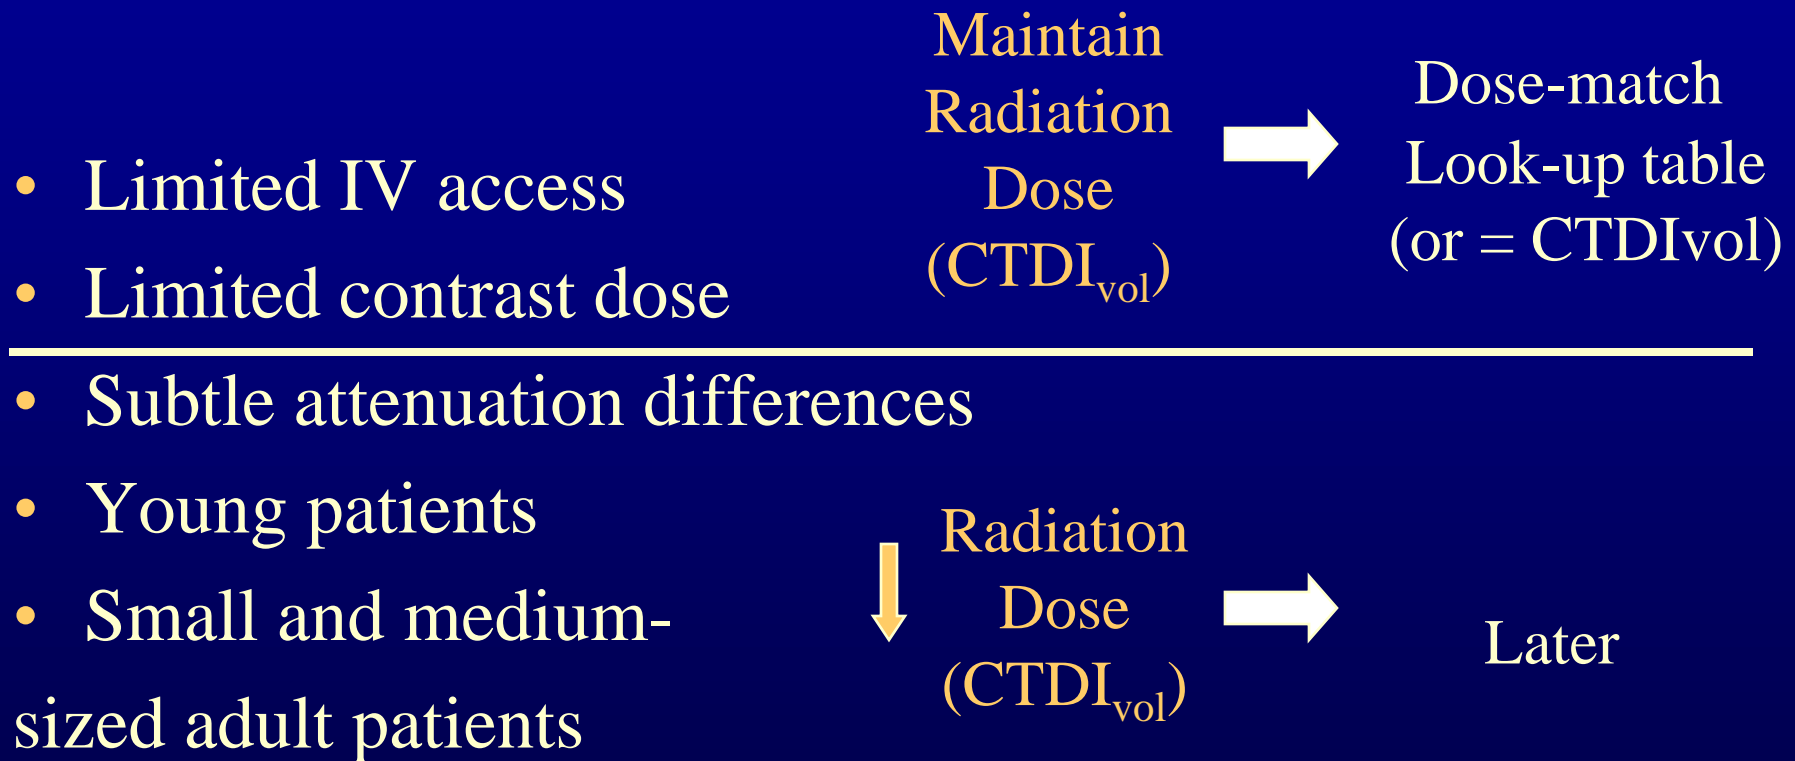 Maintain
Radiation
Dose
(CTDIvol)
Dose-match
Look-up table
(or = CTDIvol)
• Limited IV access
• Limited contrast dose
• Subtle attenuation differences
• Young patients
• Small and medium-
sized adult patients
Radiation
Dose
(CTDIvol)
Later